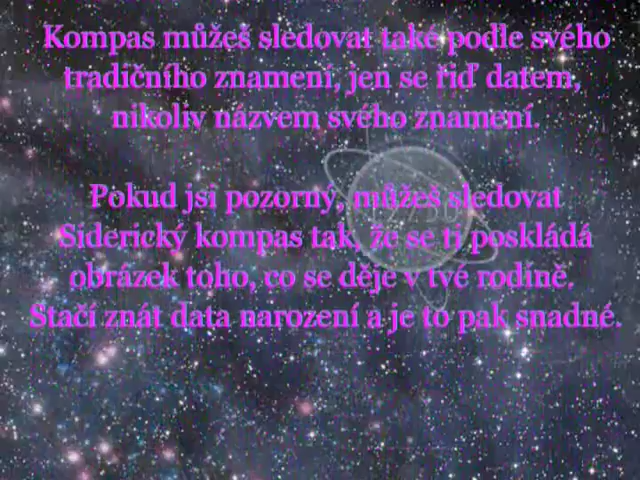 Kompas můžeš sledovat také podle svého
tradičního znamení, jen se řiď datem,
nikoliv názvem svého znamení.
Pokud jsi pozorný, můžeš sledovat
Siderický kompas tak, že se ti poskládá
obrázek toho, co se děje v tvé rodině.
Stačí znát data narození a je to pak snadné.